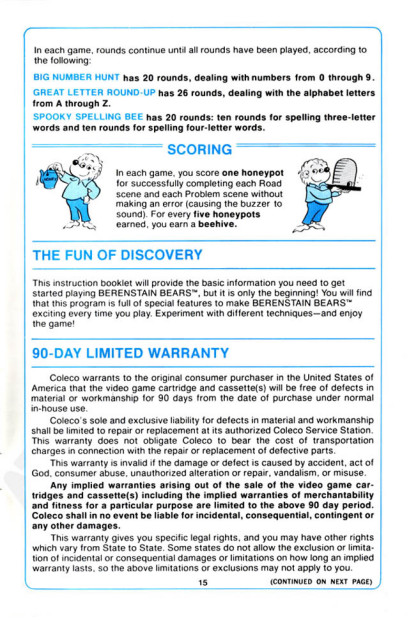 In each game, rounds continue until all rounds have been played, according to
the following:
BIG NUMBER HUNT has 20 rounds, dealing with numbers from 0 through 9.
GREAT LETTER ROUND-UP has 26 rounds, dealing with the alphabet letters
from A through Z.
SPOOKY SPELLING BEE has 20 rounds: ten rounds for spelling three-letter
words and ten rounds for spelling four-letter words.
SCORING
In each game, you score one honeypot
for successfully completing each Road
scene and each Problem scene without
making an error (causing the buzzer to
sound). For every five honeypots
earned, you earn a beehive.
THE FUN OF DISCOVERY
This instruction booklet will provide the basic information you need to get
started playing BERENSTAIN BEARS™, but it is only the beginning! You will find
that this program is full of special features to make BERENSTAIN BEARS™
exciting every time you play. Experiment with different techniques—and enjoy
the game!
90-DAY LIMITED WARRANTY
Coleco warrants to the original consumer purchaser in the United States of
America that the video game cartridge and cassette(s) will be free of defects in
material or workmanship for 90 days from the date of purchase under normal
in-house use.
Coleco's sole and exclusive liability for defects in material and workmanship
shall be limited to repair or replacement at its authorized Coleco Service Station.
This warranty does not obligate Coleco to bear the cost of transportation
charges in connection with the repair or replacement of defective parts.
This warranty is invalid if the damage or defect is caused by accident, act of
God, consumer abuse, unauthorized alteration or repair, vandalism, or misuse.
Any implied warranties arising out of the sale of the video game car-
tridges and cassette(s) including the implied warranties of merchantability
and fitness for a particular purpose are limited to the above 90 day period.
Coleco shall in no event be liable for incidental, consequential, contingent or
any other damages.
This warranty gives you specific legal rights, and you may have other rights
which vary from State to State. Some states do not allow the exclusion or limita-
tion of incidental or consequential damages or limitations on how long an implied
warranty lasts, so the above limitations or exclusions may not apply to you.
15
(CONTINUED ON NEXT PAGE)